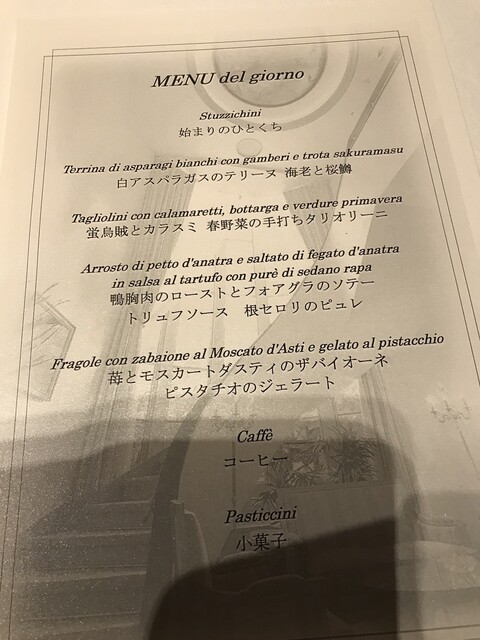 MENU del giorno
Stuzzichini
始まりのひとくち
Terrina di asparagi bianchi con gamberi e trota sakuramasu
白アスパラガスのテリーヌ 海老と桜鱒
Tagliolini con calamaretti, bottarga e verdure primavera
蛍烏賊とカラスミ 春野菜の手打ちタリオリーニ
Arrosto di petto d'anatra e saltato di fegato d'anatra
in salsa al tartufo con purè di sedano rapa
鴨胸肉のローストとフォアグラのソテー
トリュフソース 根セロリのピュレ
Fragole con zabaione al Moscato d'Asti e gelato al pistacchio
苺とモスカートダスティのザバイオーネ
ピスタチオのジェラート
Caffè
コーヒー
Pasticcini
小菓子